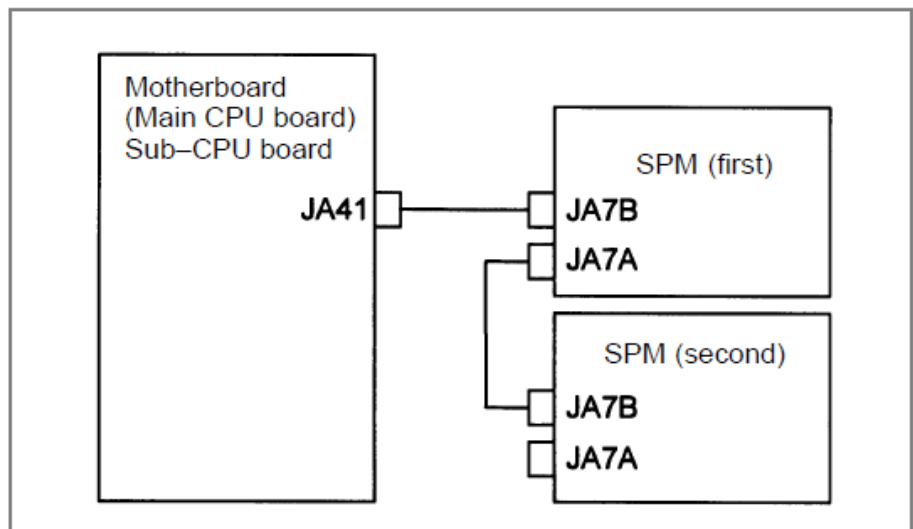 Motherboard
(Main CPU board)
Sub–CPU board
JA41
SPM (first)
JA7B
JA7A
SPM (second)
JA7B
JA7A